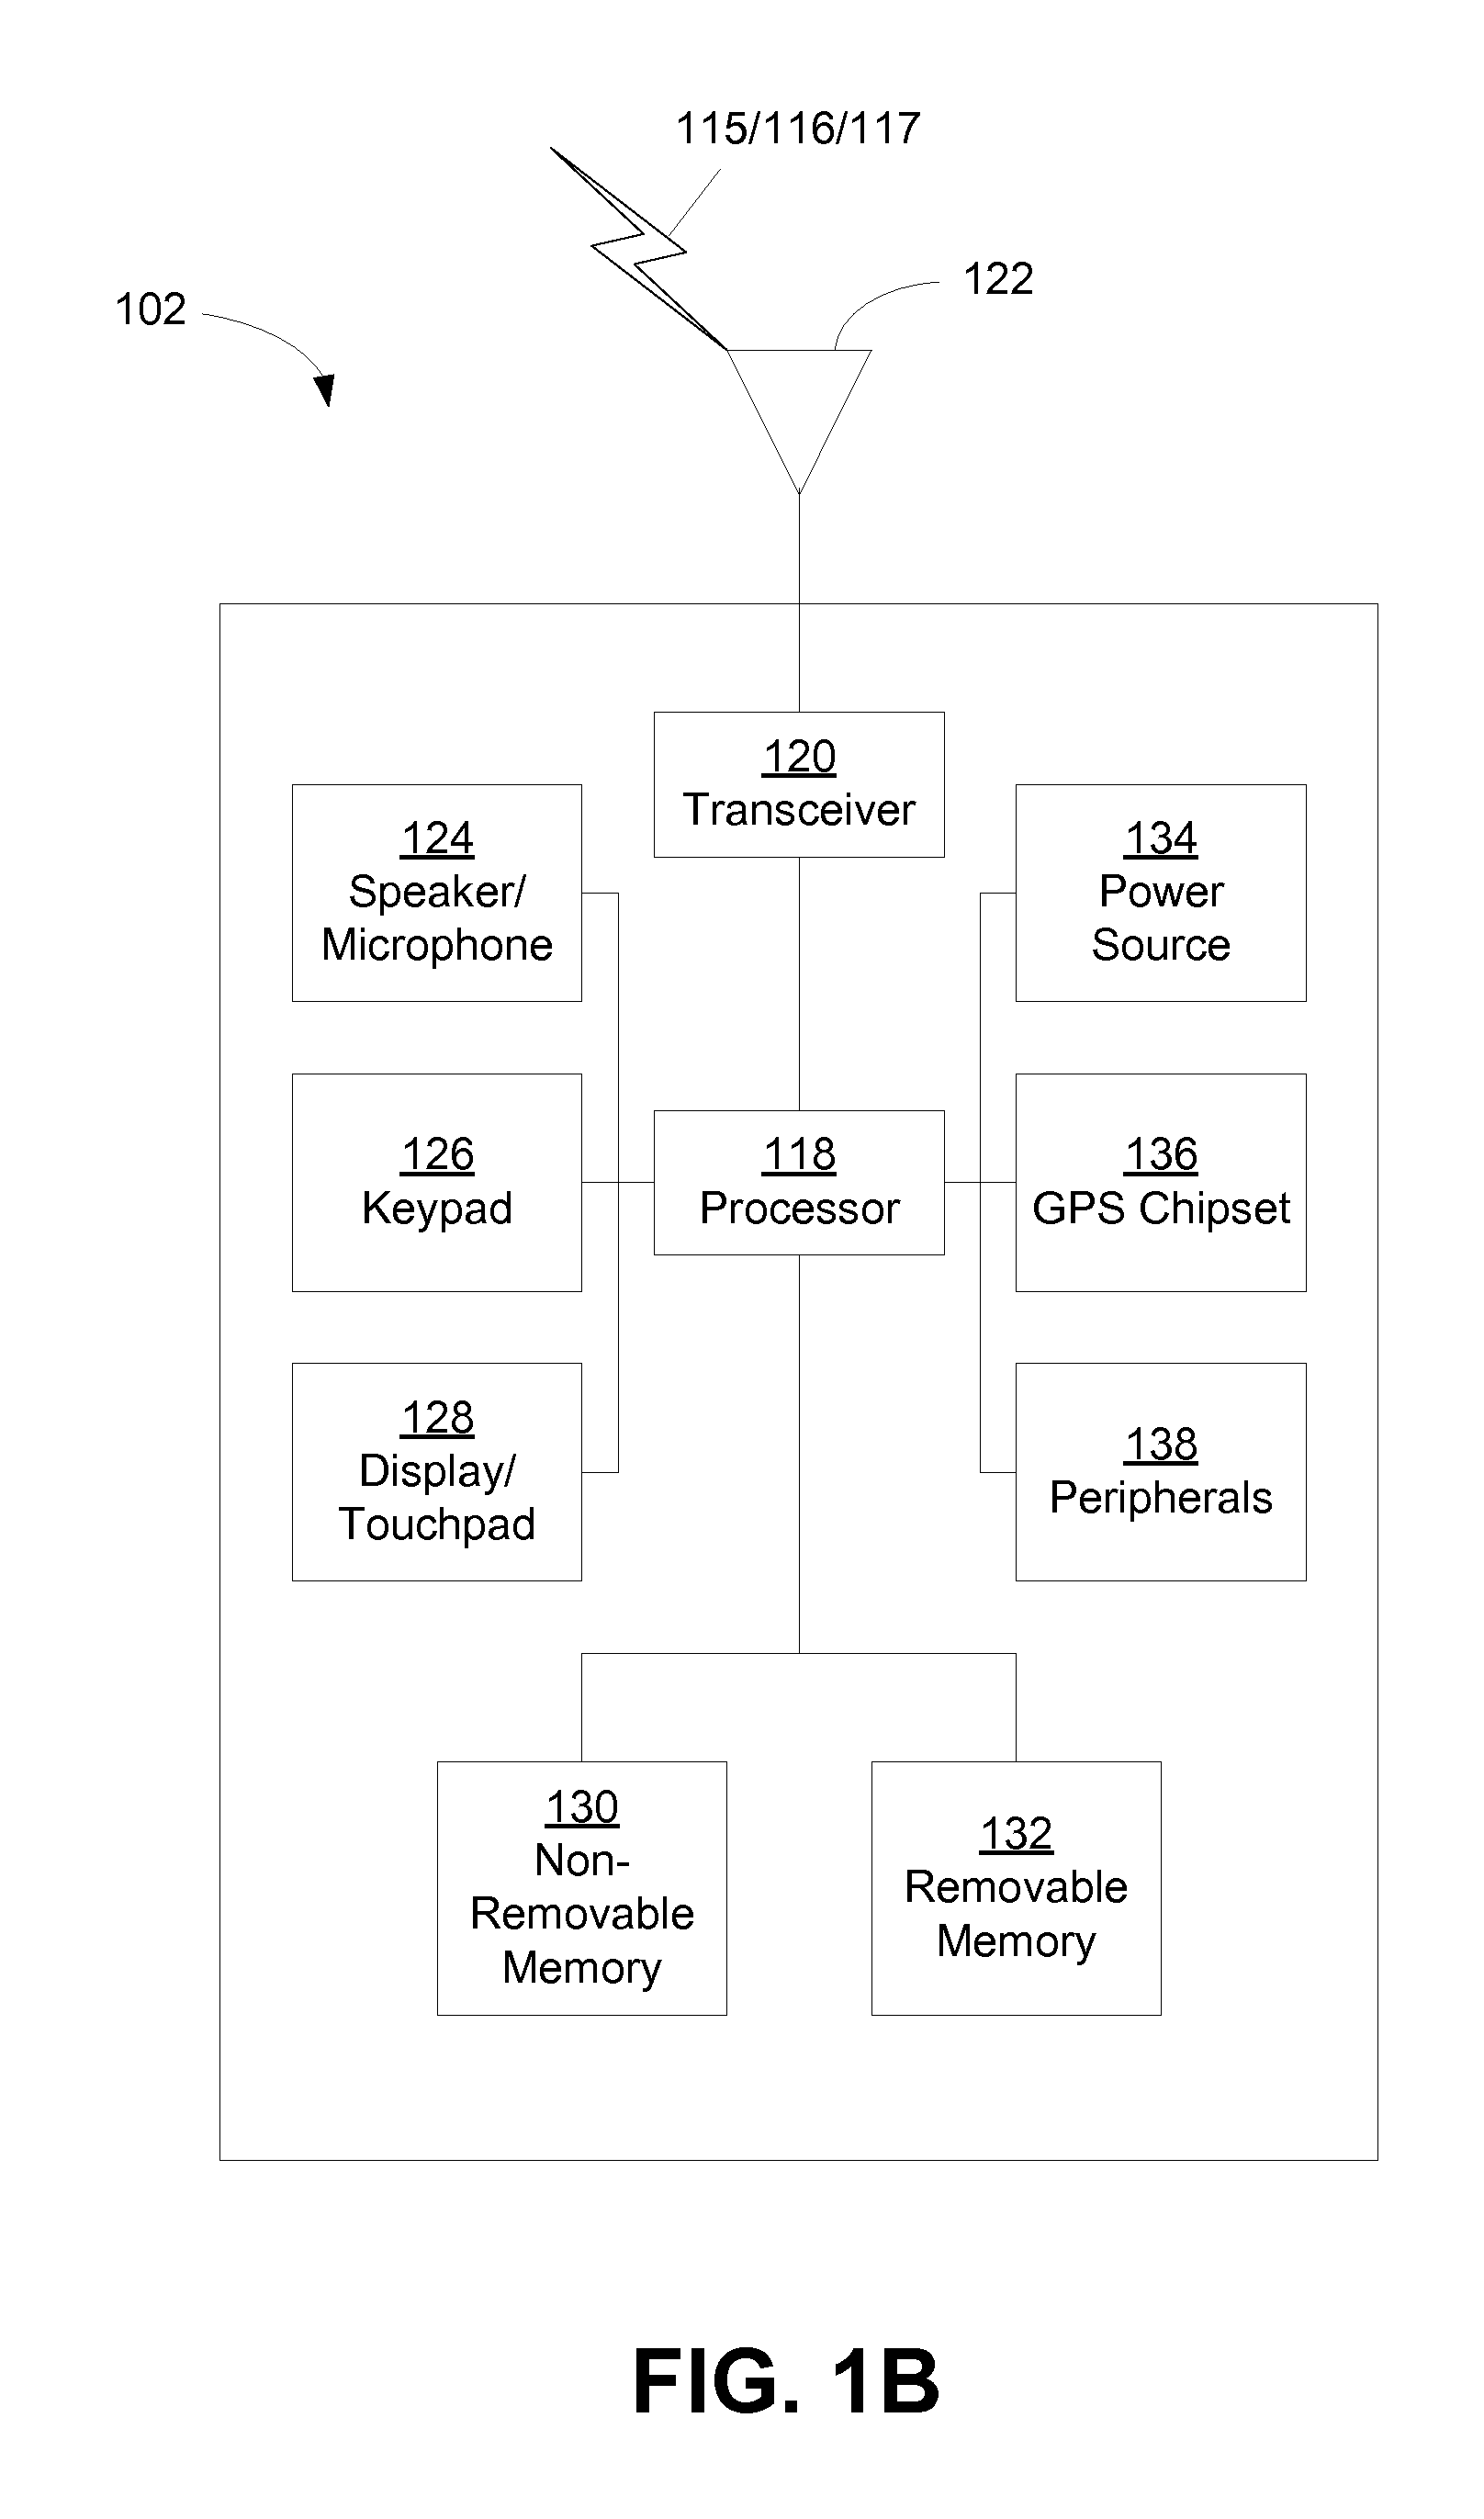 115/116/117
122
102
120
Transceiver
124
Speaker/
Microphone
134
Power
Source
126
Keypad
118
Processor
136
GPS Chipset
128
Display/
Touchpad
138
Peripherals
130
Non-
Removable
Memory
132
Removable
Memory
FIG. 1B